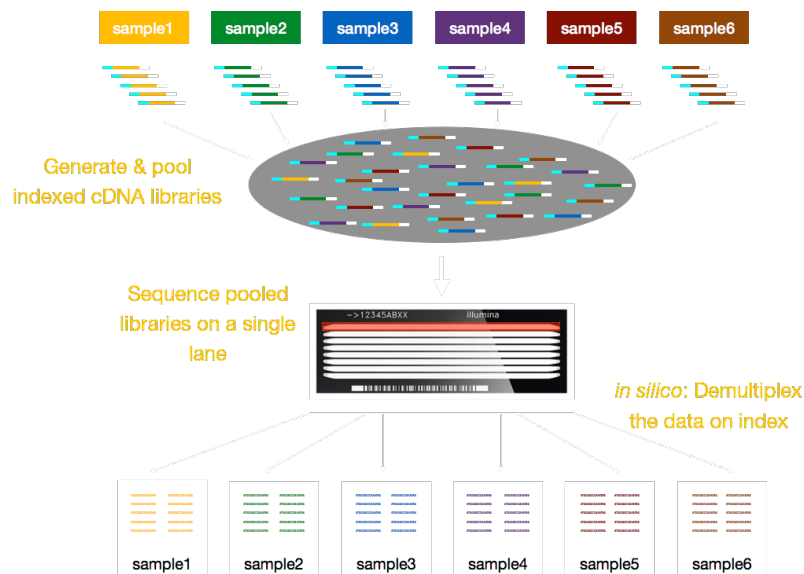 sample1 sample2 sample3 sample4 sample5 sample6
Generate & pool
indexed cDNA libraries
Sequence pooled
libraries on a single
lane
->12345ABXX illumina
in silico: Demultiplex
the data on index
sample1 sample2 sample3 sample4 sample5 sample6